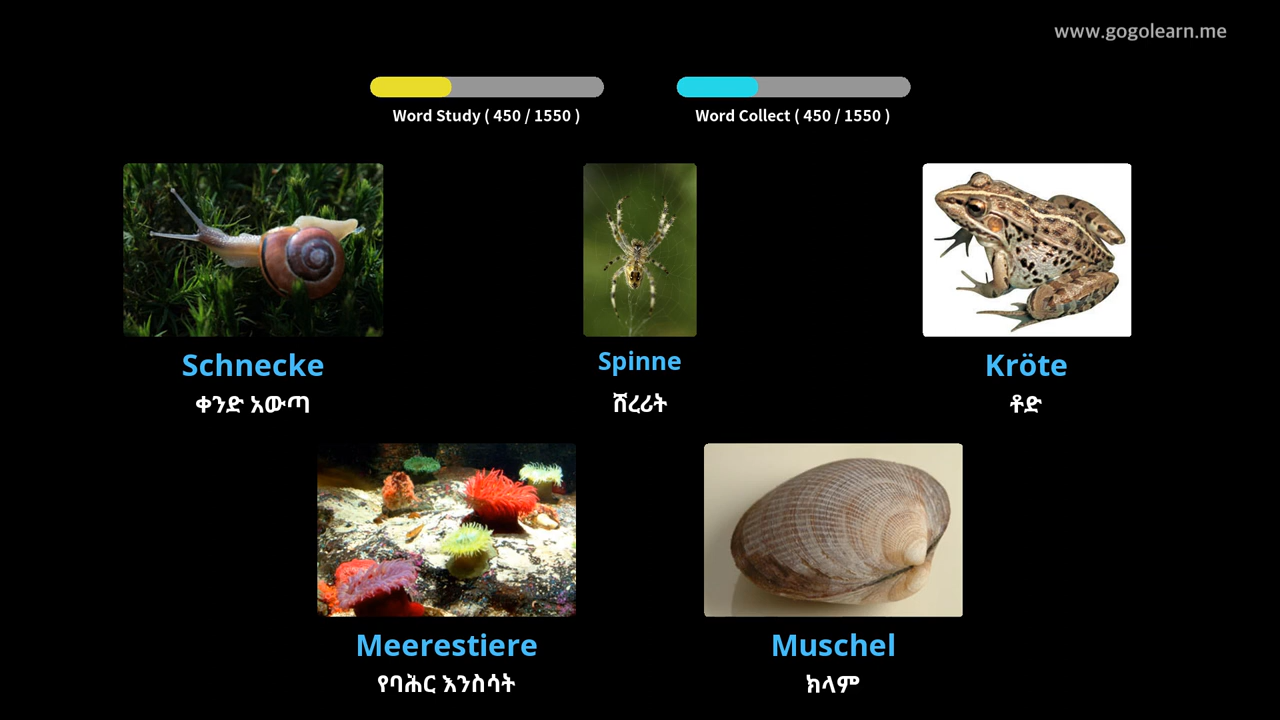 www.gogolearn.me
Word Study ( 450 / 1550 )
Word Collect ( 450 / 1550 )
Schnecke
Spinne
Kröte
ቀንድ አውጣ
ሸረሪት
ቶድ
Meerestiere
Muschel
የባሕር እንስሳት
ክላም